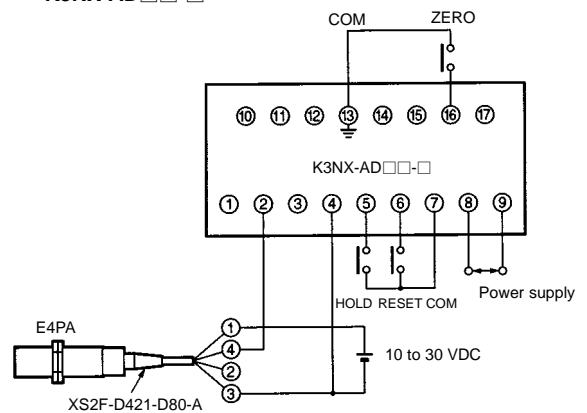 COM ZERO
⑩ ⑪ ⑫ ⑬ ⑭ ⑮ ⑯ ⑰
K3NX-AD□□-□
① ② ③ ④ ⑤ ⑥ ⑦ ⑧ ⑨
HOLD RESET COM Power supply
E4PA
①
④
②
③
10 to 30 VDC
XS2F-D421-D80-A